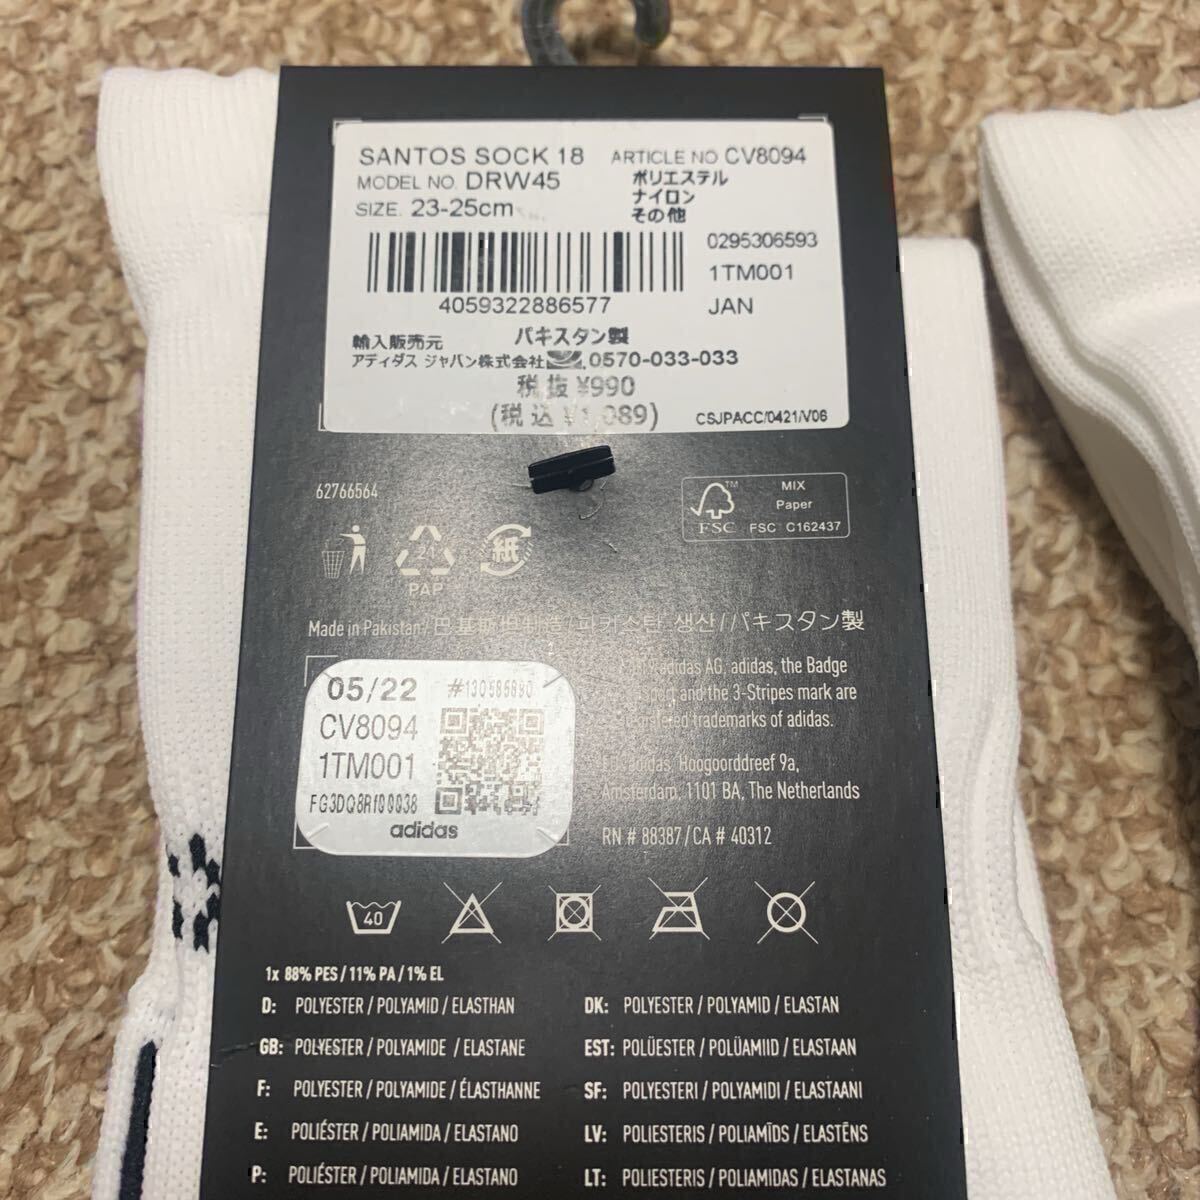 SANTOS SOCK 18 ARTICLE NO CV8094
MODEL NO. DRW45
SIZE. 23-25cm
ポリエステル
ナイロン
その他
0295306593
1TM001
JAN
4059322886577
輸入販売元 パキスタン製
アディダス ジャパン株式会社 0570-033-033
税抜 ¥990
(税込 ¥1,089)
CSJPACC/0421/V06
62766564
21
PAP
紙
FSC™
MIX
Paper
FSC C162437
Made in Pakistan/巴基斯坦制造/파키스탄 생산/パキスタン製
05/22 #130585890
CV8094
1TM001
FG3DQ8Rf00038
adidas
adidas AG. adidas, the Badge
and the 3-Stripes mark are
registered trademarks of adidas.
adidas, Hoogoorddreef 9a,
Amsterdam, 1101 BA, The Netherlands
RN # 88387/CA # 40312
40
1x 88% PES / 11% PA / 1% EL
D: POLYESTER / POLYAMID / ELASTHAN
GB: POLYESTER / POLYAMIDE / ELASTANE
F: POLYESTER / POLYAMIDE / ÉLASTHANNE
E: POLIÉSTER / POLIAMIDA / ELASTANO
P: POLIÉSTER / POLIAMIDA / ELASTANO
DK: POLYESTER / POLYAMID / ELASTAN
EST: POLÜESTER / POLÜAMIID / ELASTAAN
SF: POLYESTERI / POLYAMIDI / ELASTAANI
LV: POLIESTERIS / POLIAMĪDS / ELASTĒNS
LT: POLIESTERIS / POLIAMIDAS / ELASTANAS